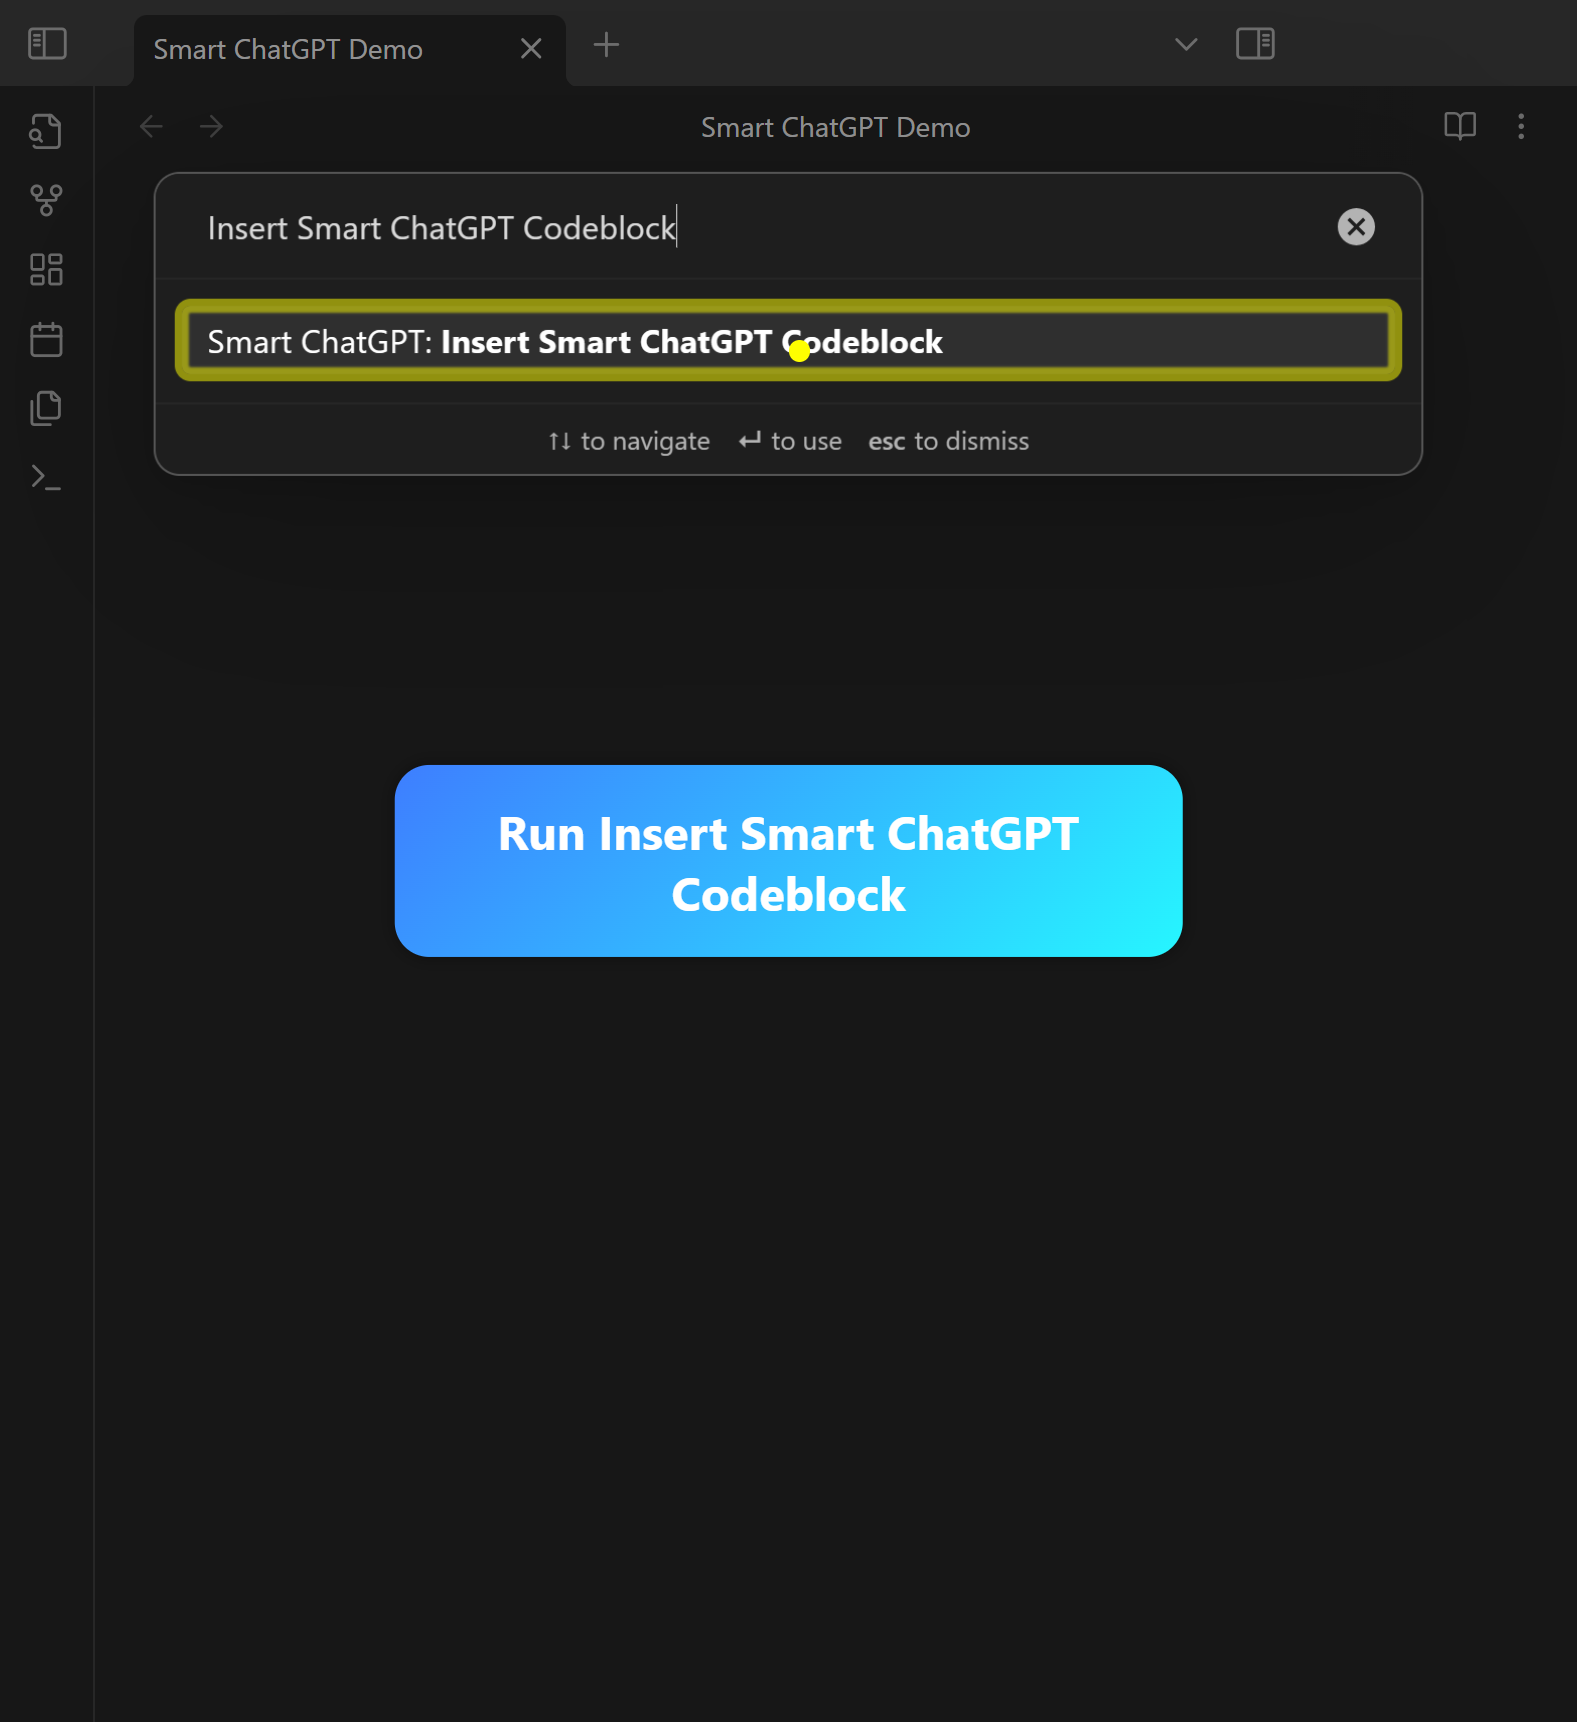 Smart ChatGPT Demo
Smart ChatGPT Demo
Insert Smart ChatGPT Codeblock
Smart ChatGPT: Insert Smart ChatGPT Codeblock
↑↓ to navigate ↵ to use esc to dismiss
Run Insert Smart ChatGPT
Codeblock